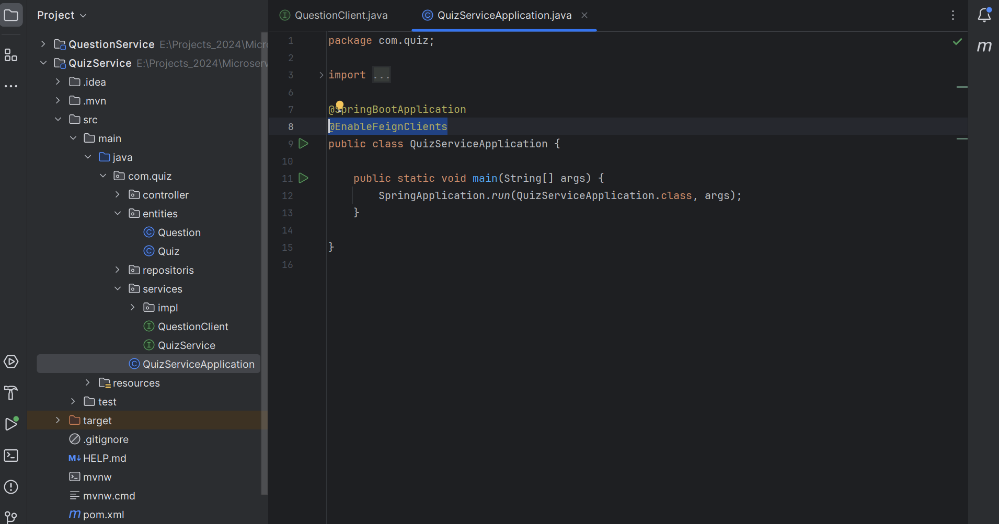 Project
QuestionService E:\Projects_2024\Micro
QuizService E:\Projects_2024\Microserv
.idea
.mvn
src
main
java
com.quiz
controller
entities
Question
Quiz
repositoris
services
impl
QuestionClient
QuizService
QuizServiceApplication
resources
test
target
.gitignore
M↓ HELP.md
mvnw
mvnw.cmd
m pom.xml
QuestionClient.java QuizServiceApplication.java
1 package com.quiz;
2
3 import ...
6
7 @SpringBootApplication
8 @EnableFeignClients
9 public class QuizServiceApplication {
10
11 public static void main(String[] args) {
12 SpringApplication.run(QuizServiceApplication.class, args);
13 }
14
15 }
16
m